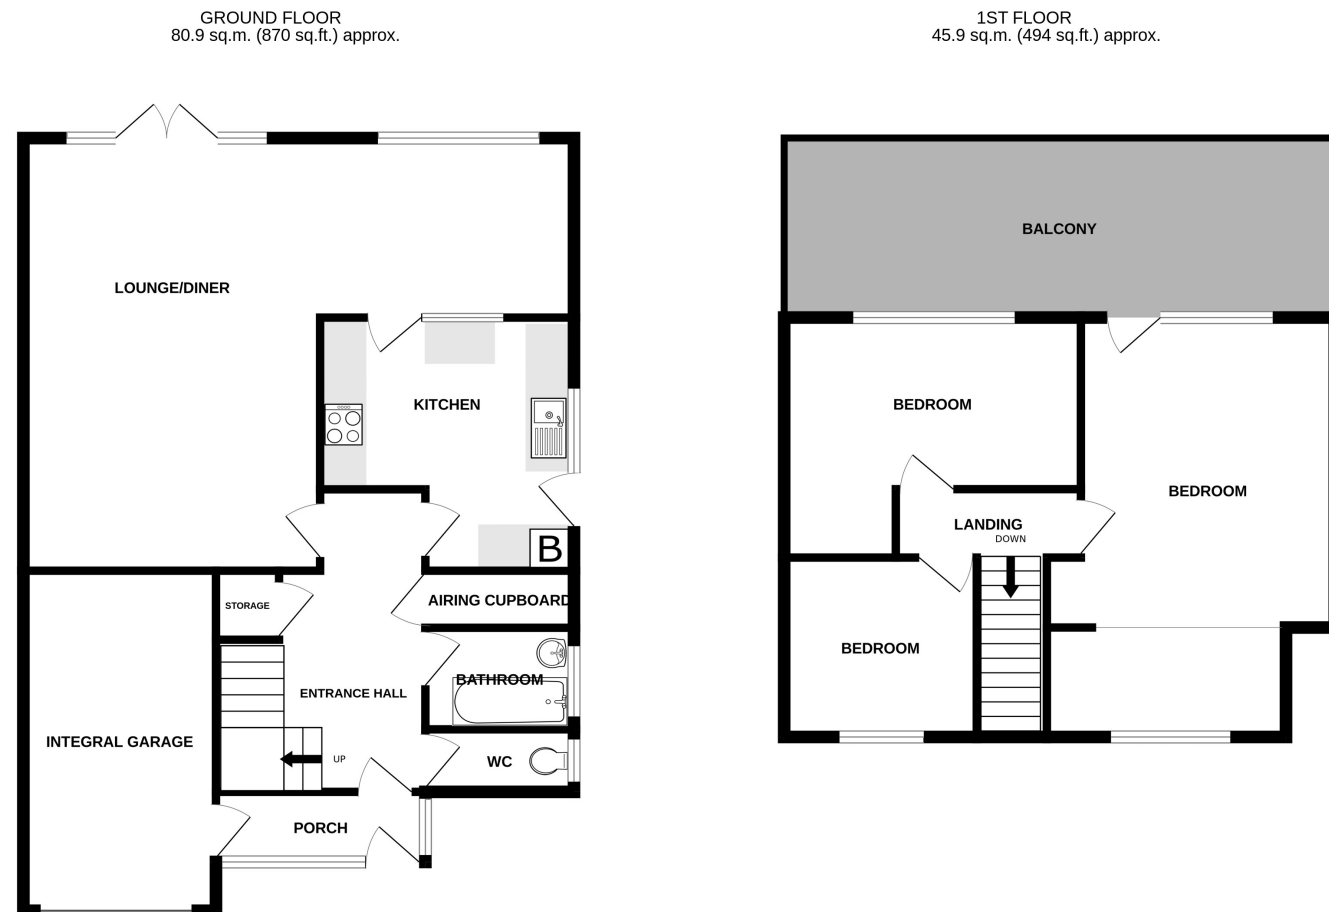 GROUND FLOOR
80.9 sq.m. (870 sq.ft.) approx.
LOUNGE/DINER
KITCHEN
B
AIRING CUPBOARD
STORAGE
BATHROOM
ENTRANCE HALL
INTEGRAL GARAGE
UP
WC
PORCH
1ST FLOOR
45.9 sq.m. (494 sq.ft.) approx.
BALCONY
BEDROOM
BEDROOM
LANDING
DOWN
BEDROOM